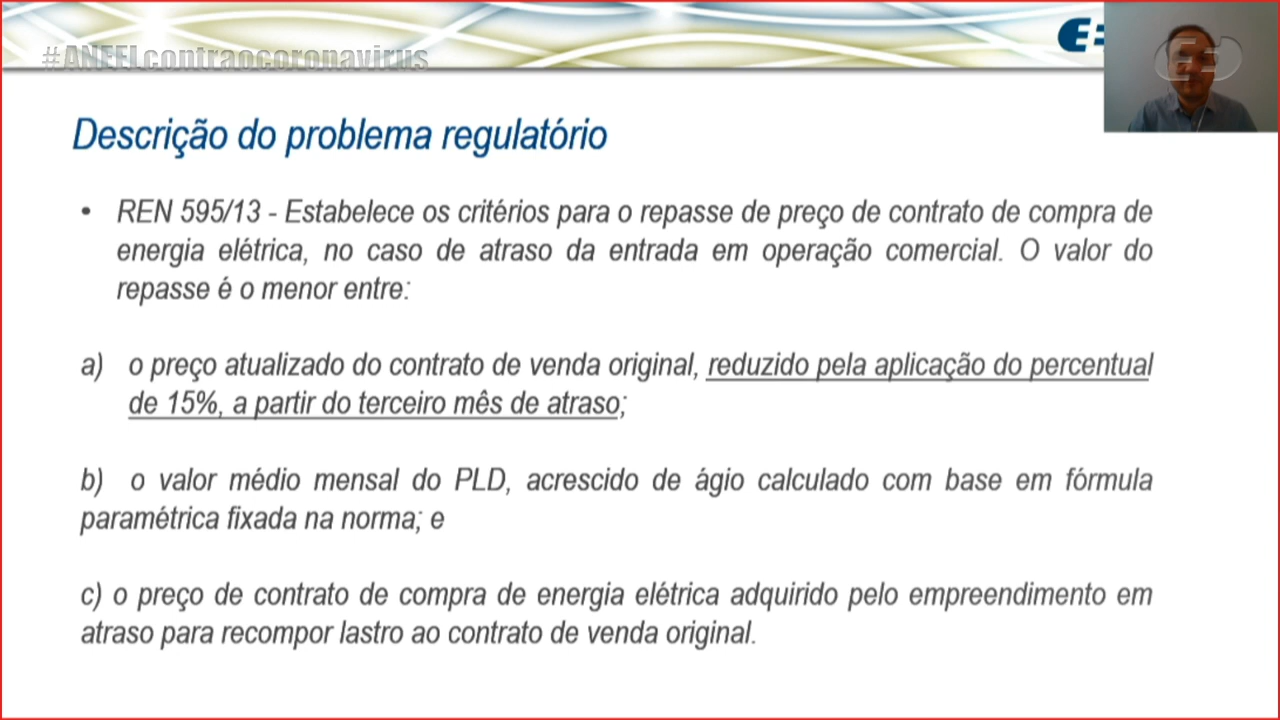 #ANEELcontraocoronavirus
Descrição do problema regulatório
• REN 595/13 - Estabelece os critérios para o repasse de preço de contrato de compra de
energia elétrica, no caso de atraso da entrada em operação comercial. O valor do
repasse é o menor entre:
a) o preço atualizado do contrato de venda original, reduzido pela aplicação do percentual
de 15%, a partir do terceiro mês de atraso;
b) o valor médio mensal do PLD, acrescido de ágio calculado com base em fórmula
paramétrica fixada na norma; e
c) o preço de contrato de compra de energia elétrica adquirido pelo empreendimento em
atraso para recompor lastro ao contrato de venda original.